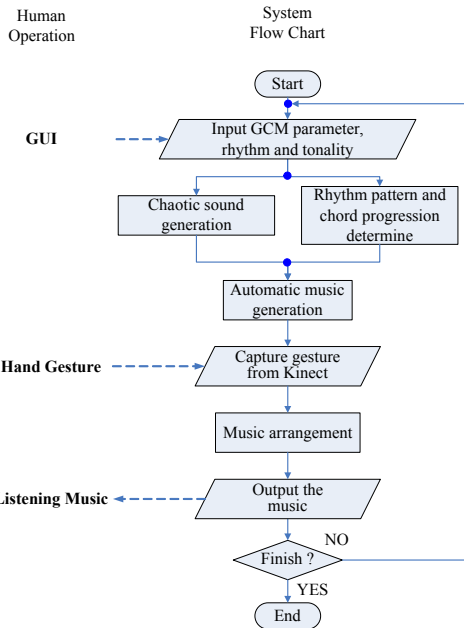 Human
Operation
System
Flow Chart
Start
GUI
Input GCM parameter,
rhythm and tonality
Chaotic sound
generation
Rhythm pattern and
chord progression
determine
Automatic music
generation
Hand Gesture
Capture gesture
from Kinect
Music arrangement
Listening Music
Output the
music
Finish ?
NO
YES
End